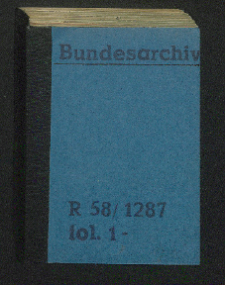 Bundesarchiv
R 58/ 1287
fol. 1-